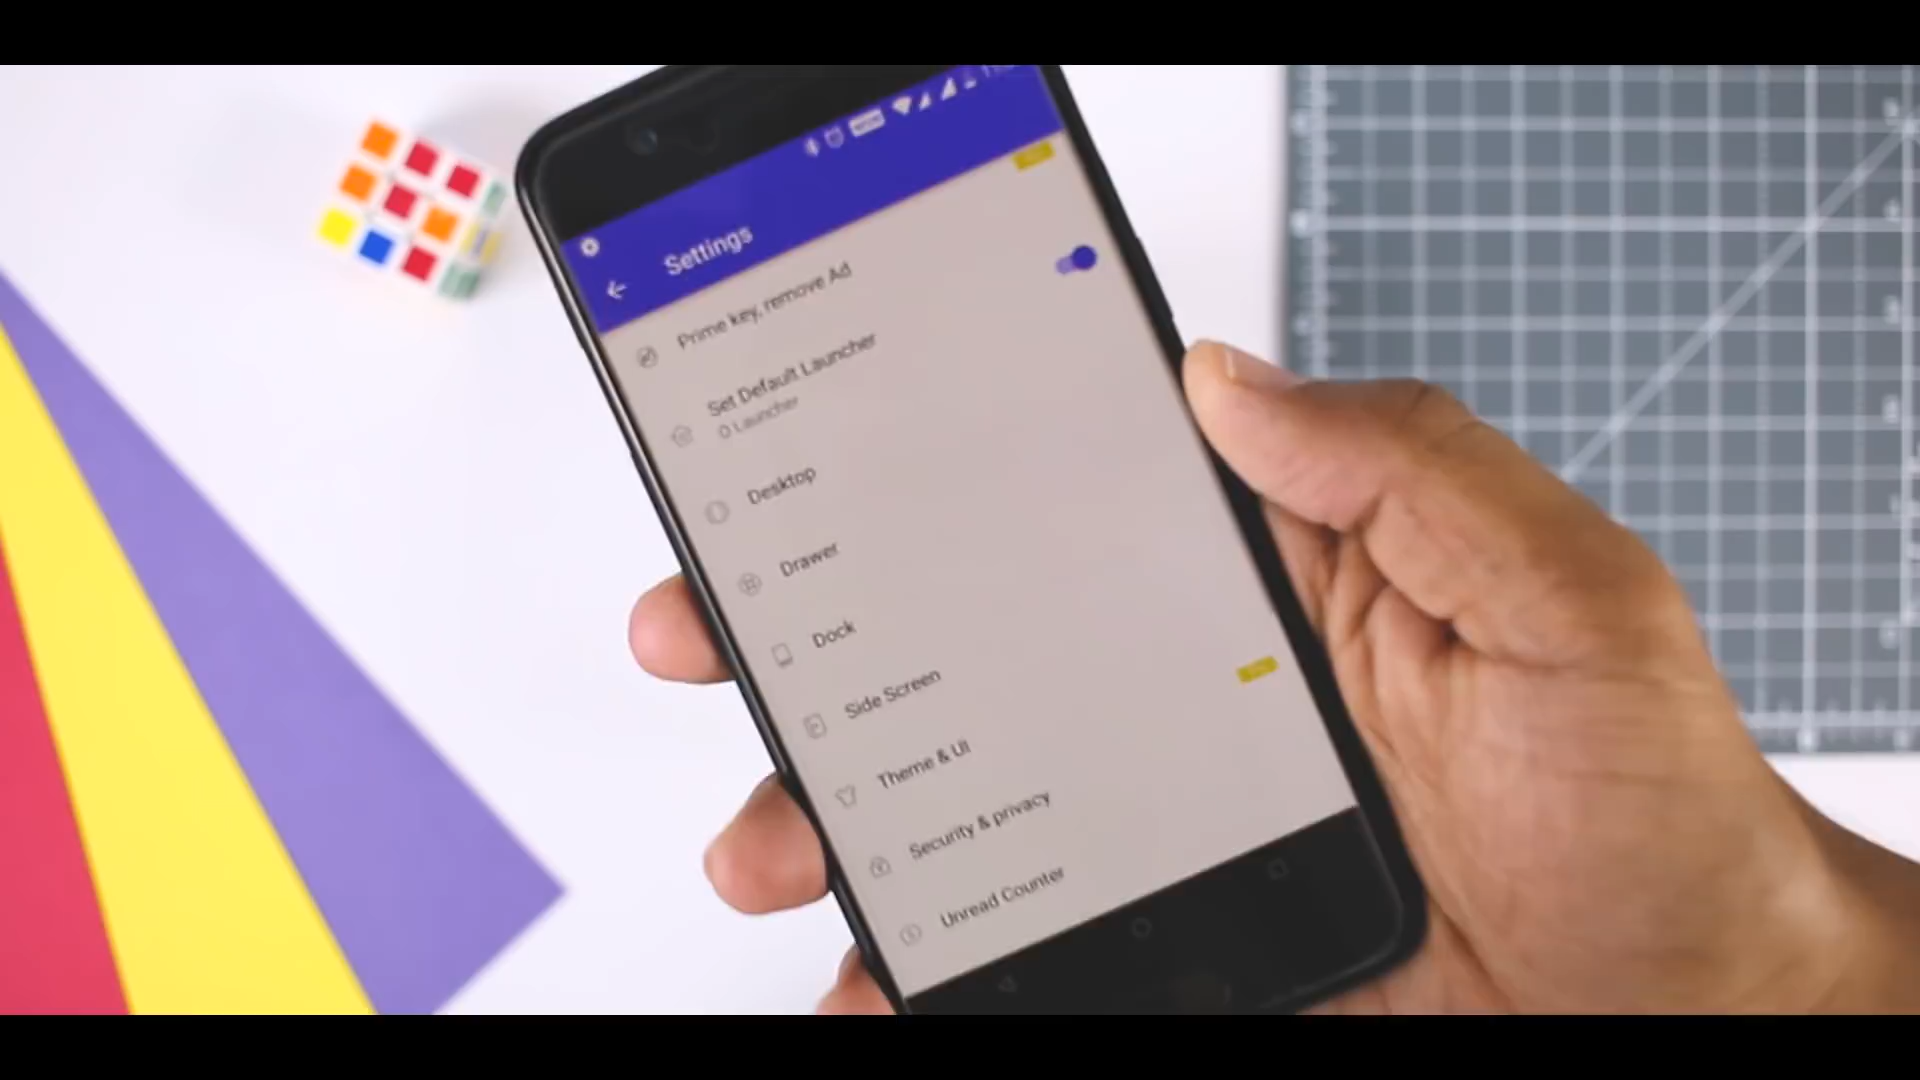 Settings
Prime key, remove Ad
Set Default Launcher
O Launcher
Desktop
Drawer
Dock
Side Screen
Theme & UI
Security & privacy
Unread Counter